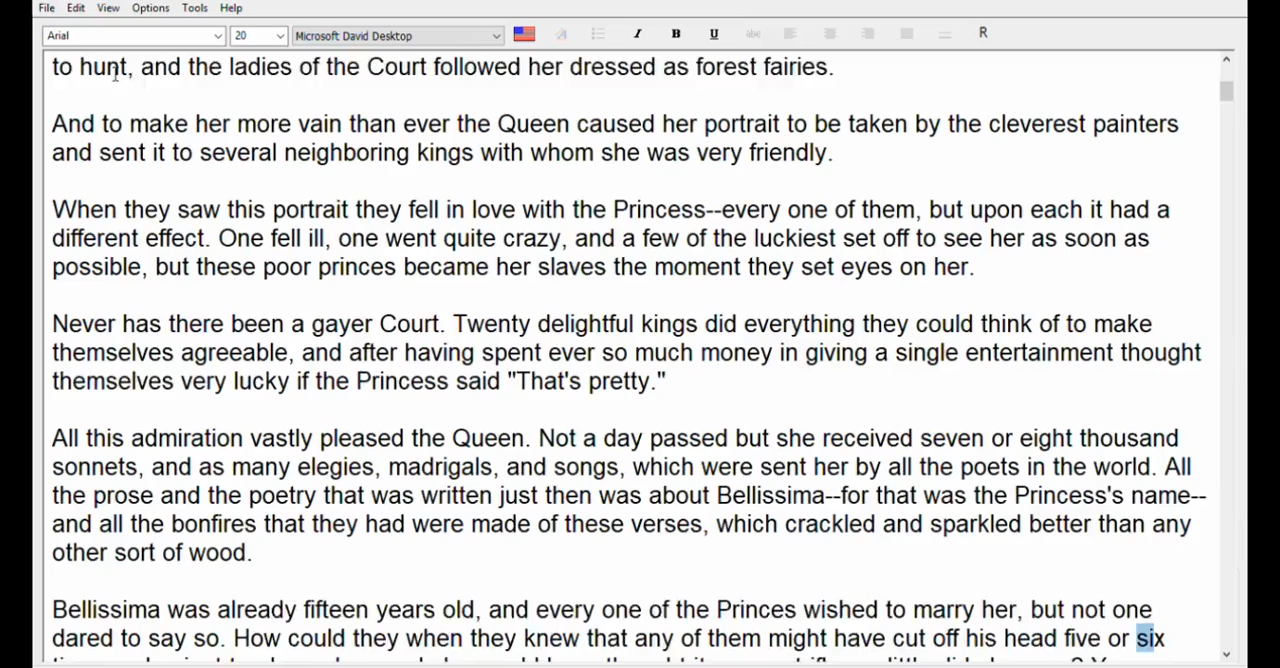 File Edit View Options Tools Help
Arial 20 Microsoft David Desktop I B U abc R
to hunt, and the ladies of the Court followed her dressed as forest fairies.
And to make her more vain than ever the Queen caused her portrait to be taken by the cleverest painters
and sent it to several neighboring kings with whom she was very friendly.
When they saw this portrait they fell in love with the Princess--every one of them, but upon each it had a
different effect. One fell ill, one went quite crazy, and a few of the luckiest set off to see her as soon as
possible, but these poor princes became her slaves the moment they set eyes on her.
Never has there been a gayer Court. Twenty delightful kings did everything they could think of to make
themselves agreeable, and after having spent ever so much money in giving a single entertainment thought
themselves very lucky if the Princess said "That's pretty."
All this admiration vastly pleased the Queen. Not a day passed but she received seven or eight thousand
sonnets, and as many elegies, madrigals, and songs, which were sent her by all the poets in the world. All
the prose and the poetry that was written just then was about Bellissima--for that was the Princess's name--
and all the bonfires that they had were made of these verses, which crackled and sparkled better than any
other sort of wood.
Bellissima was already fifteen years old, and every one of the Princes wished to marry her, but not one
dared to say so. How could they when they knew that any of them might have cut off his head five or six